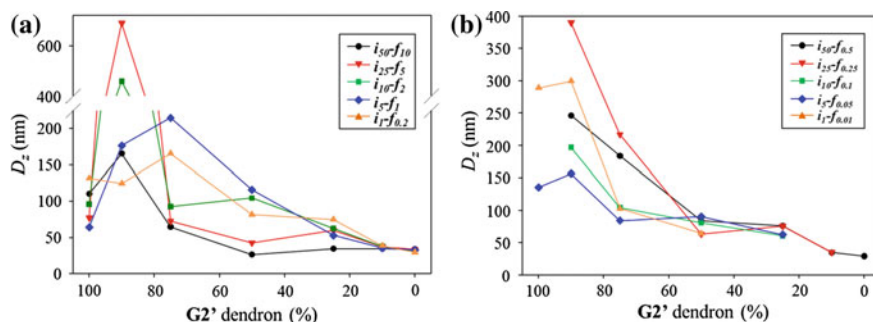 (a)
600
400
200
150
100
50
0
D_z (nm)
i50-f10
i25-f5
i10-f2
i5-f1
i1-f0.2
100 80 60 40 20 0
G2' dendron (%)
(b)
400
350
300
250
200
150
100
50
0
D_z (nm)
i50-f0.5
i25-f0.25
i10-f0.1
i5-f0.05
i1-f0.01
100 80 60 40 20 0
G2' dendron (%)